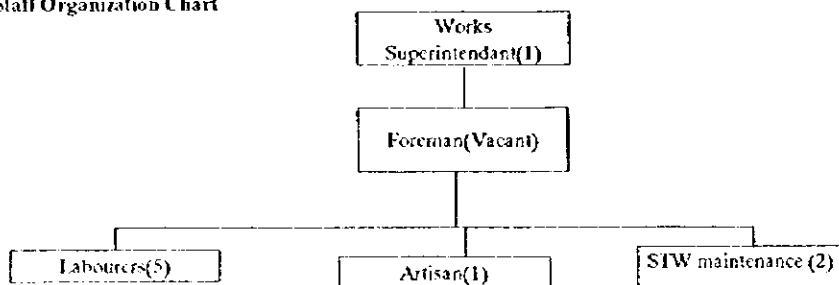 Staff Organization Chart
Works
Superintendant(1)
Foreman(Vacant)
Labourers(5)
Artisan(1)
STW maintenance (2)